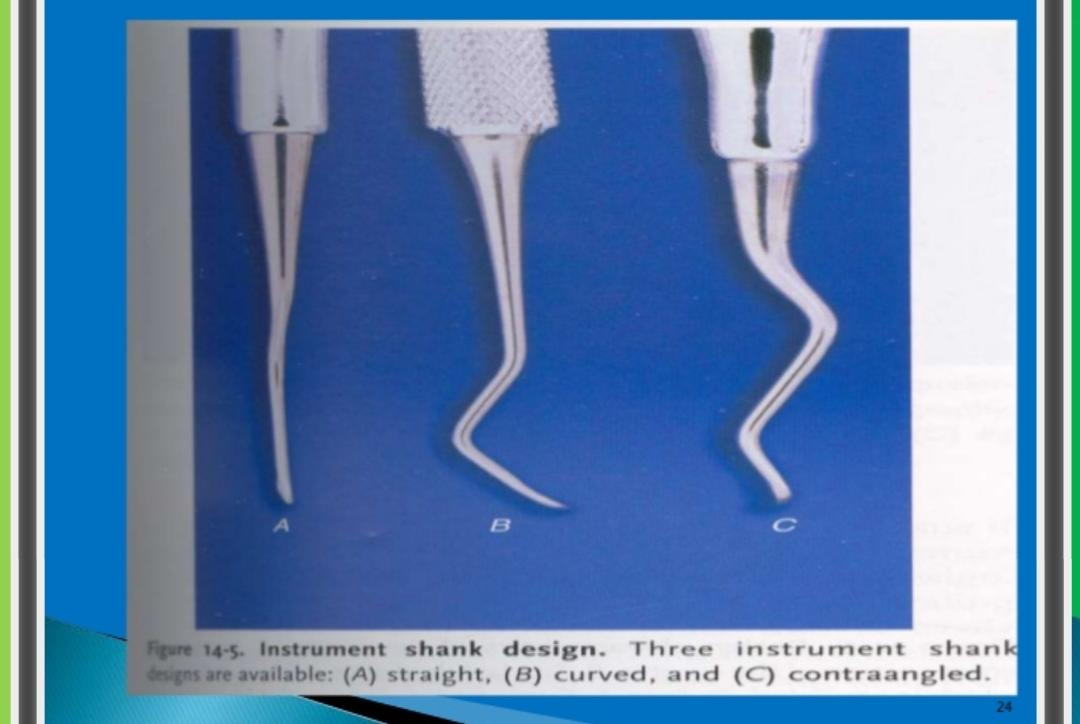 A
B
C
Figure 14-5. Instrument shank design. Three instrument shank
designs are available: (A) straight, (B) curved, and (C) contraangled.
24